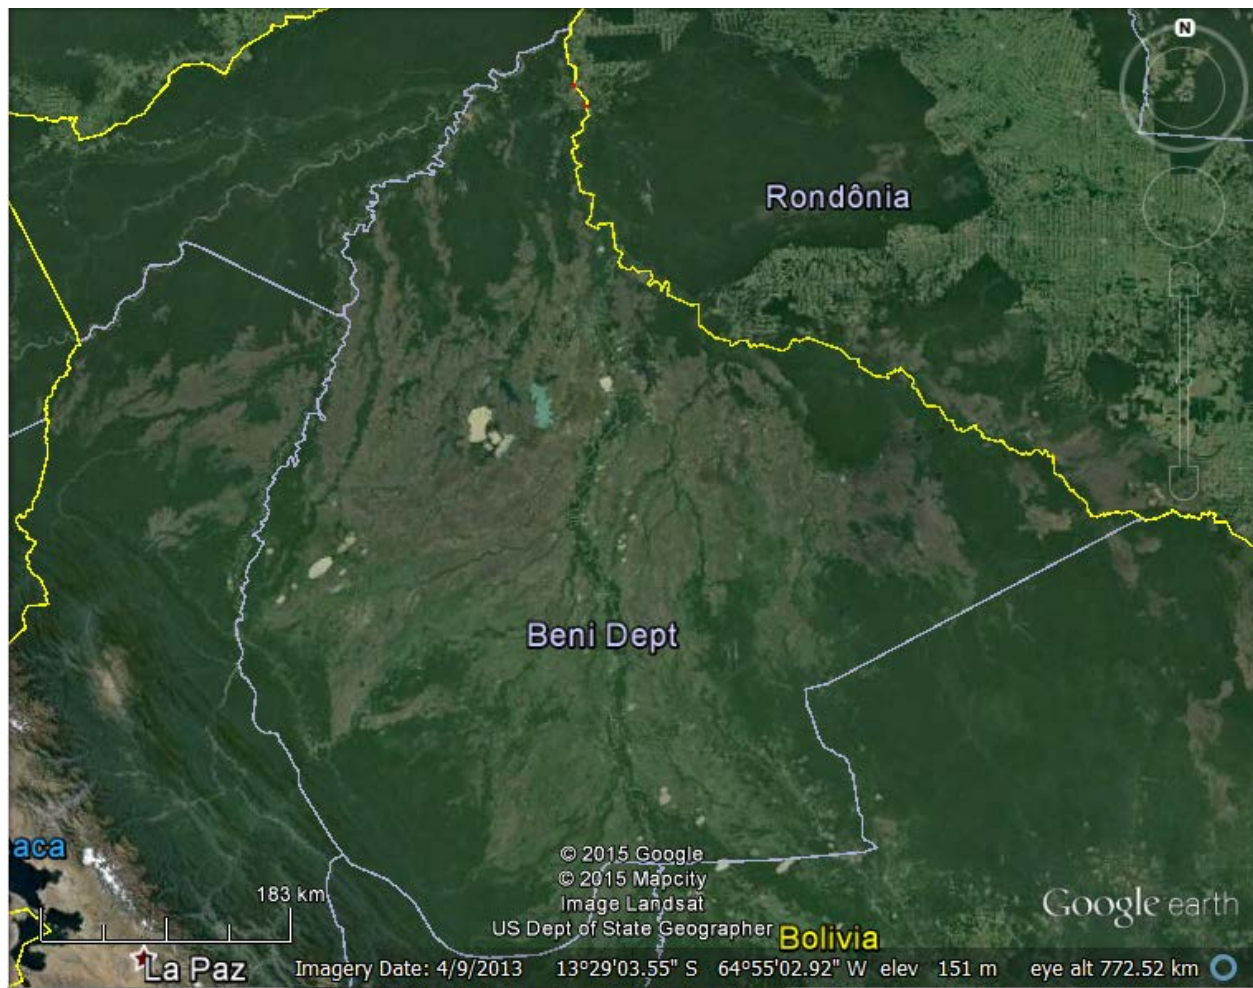 N
Rondônia
Beni Dept
aca
© 2015 Google
© 2015 Mapcity
Image Landsat
US Dept of State Geographer
183 km
Google earth
Bolivia
La Paz
Imagery Date: 4/9/2013 13°29'03.55" S 64°55'02.92" W elev 151 m eye alt 772.52 km